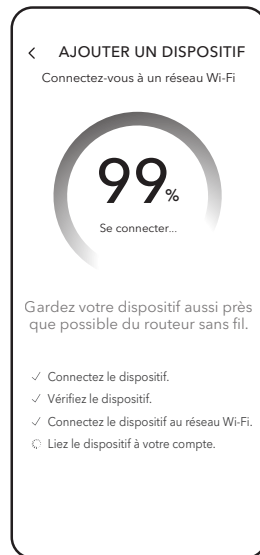 AJOUTER UN DISPOSITIF
Connectez-vous à un réseau Wi-Fi
99%
Se connecter...
Gardez votre dispositif aussi près
que possible du routeur sans fil.
Connectez le dispositif.
Vérifiez le dispositif.
Connectez le dispositif au réseau Wi-Fi.
Liez le dispositif à votre compte.